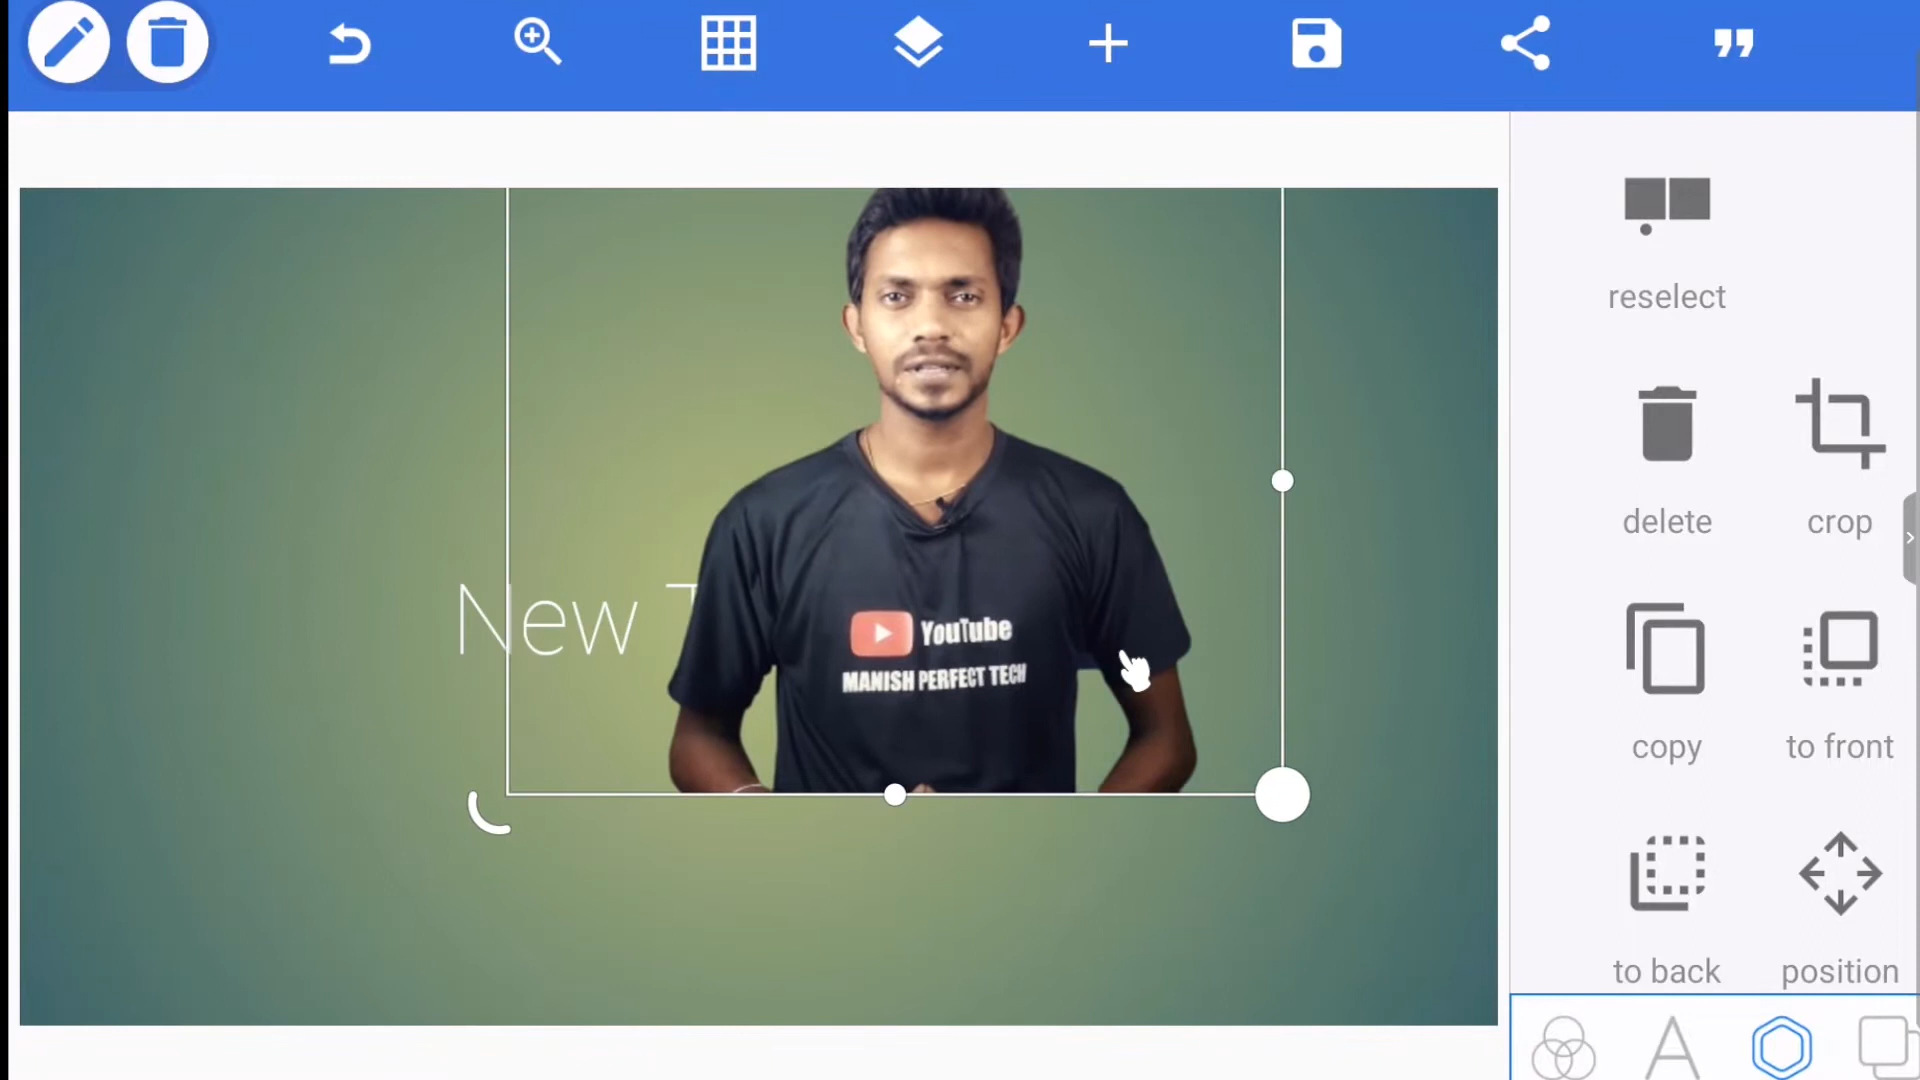 reselect
delete
crop
New T
YouTube
MANISH PERFECT TECH
copy
to front
to back
position